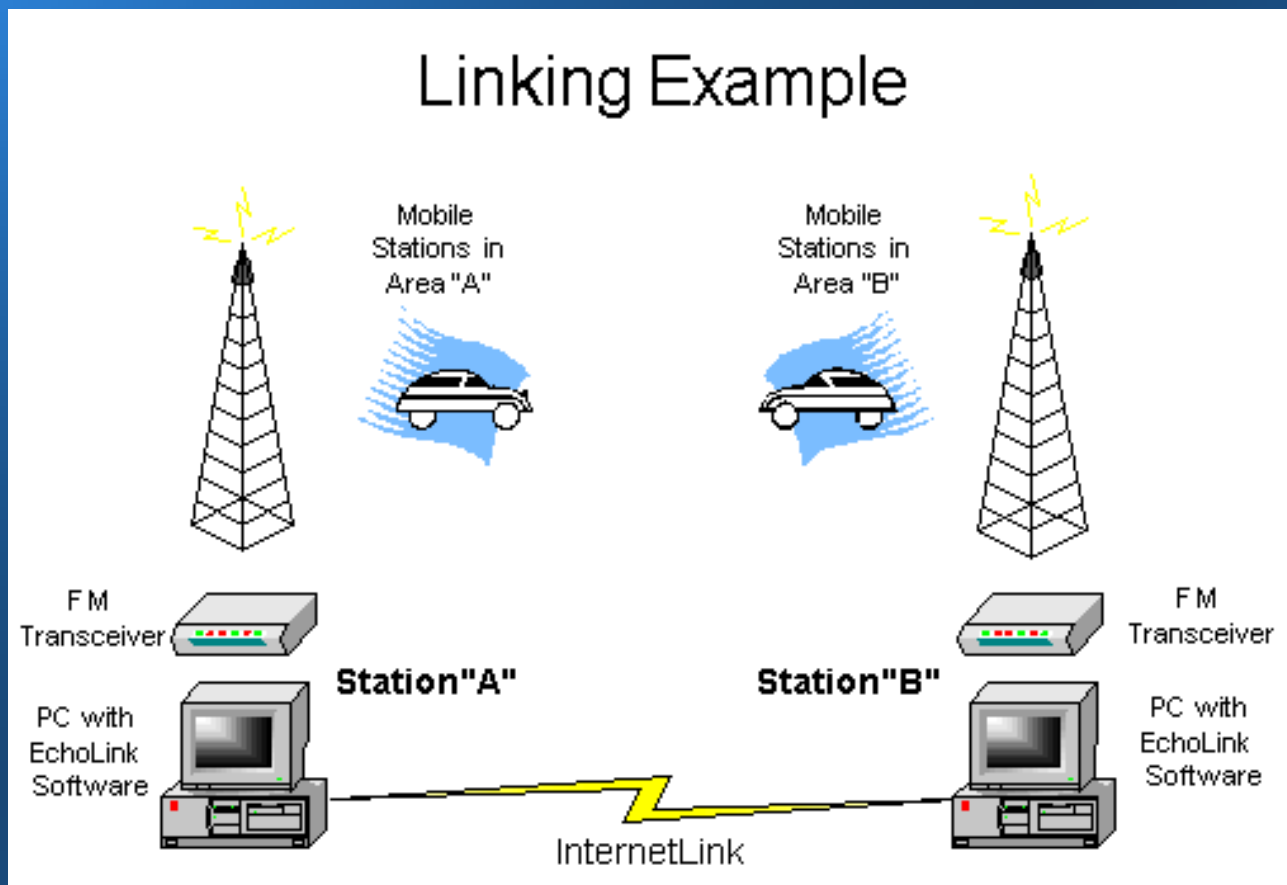 Linking Example
Mobile
Stations in
Area "A"
Mobile
Stations in
Area "B"
FM
Transceiver
FM
Transceiver
Station"A"
Station"B"
PC with
EchoLink
Software
PC with
EchoLink
Software
InternetLink